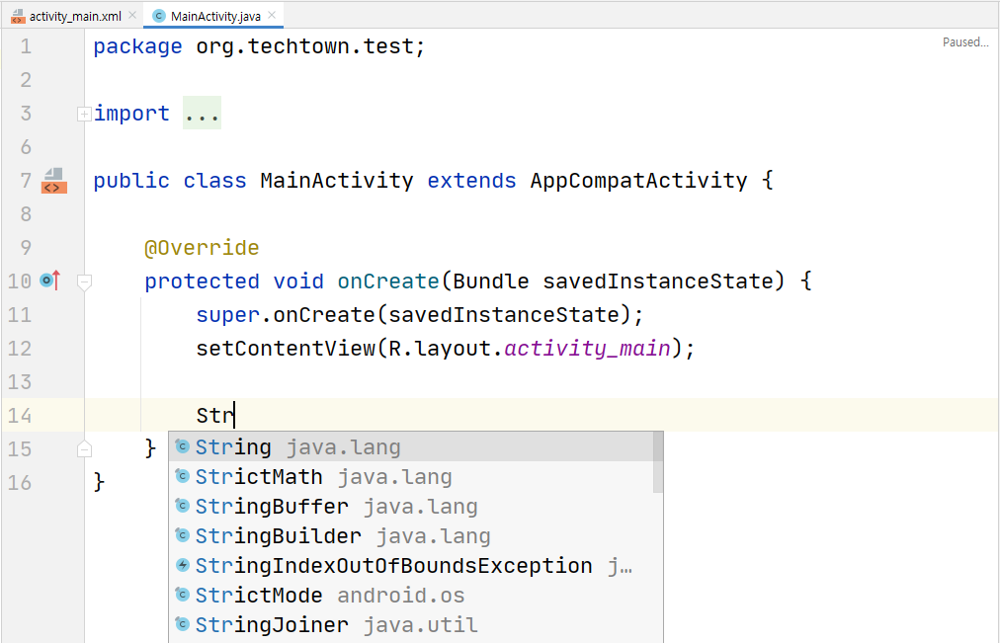 activity_main.xml MainActivity.java
1 package org.techtown.test; Paused...
2
3 import ...
6
7 public class MainActivity extends AppCompatActivity {
8
9 @Override
10 protected void onCreate(Bundle savedInstanceState) {
11 super.onCreate(savedInstanceState);
12 setContentView(R.layout.activity_main);
13
14 Str
15 }
16 }
String java.lang
StrictMath java.lang
StringBuffer java.lang
StringBuilder java.lang
StringIndexOutOfBoundsException j…
StrictMode android.os
StringJoiner java.util